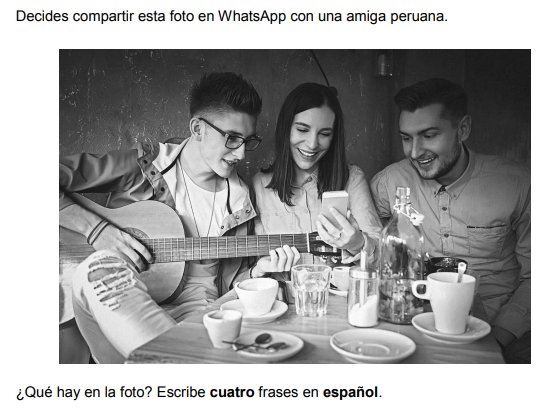 Decides compartir esta foto en WhatsApp con una amiga peruana.
¿Qué hay en la foto? Escribe cuatro frases en español.